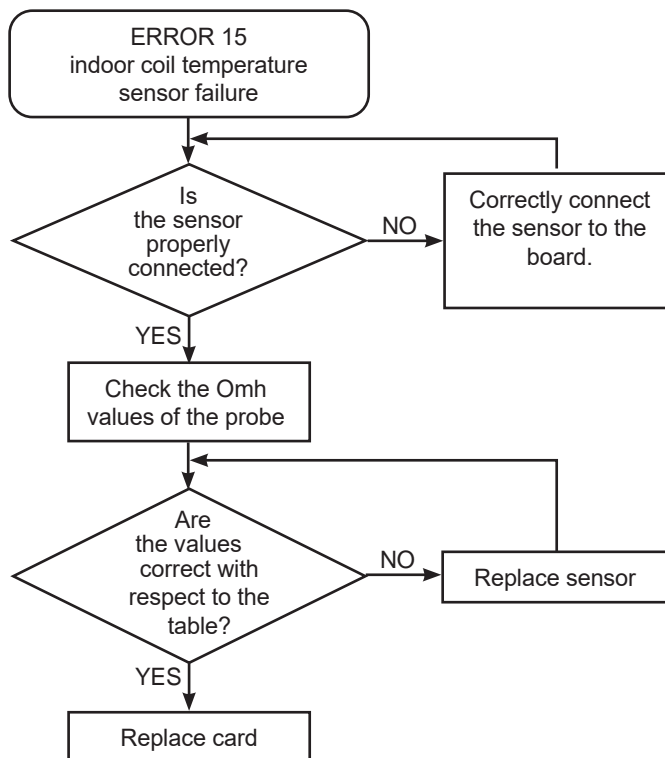 ERROR 15
indoor coil temperature
sensor failure
Is
the sensor
properly
connected?
NO
Correctly connect
the sensor to the
board.
YES
Check the Omh
values of the probe
Are
the values
correct with
respect to the
table?
NO
Replace sensor
YES
Replace card